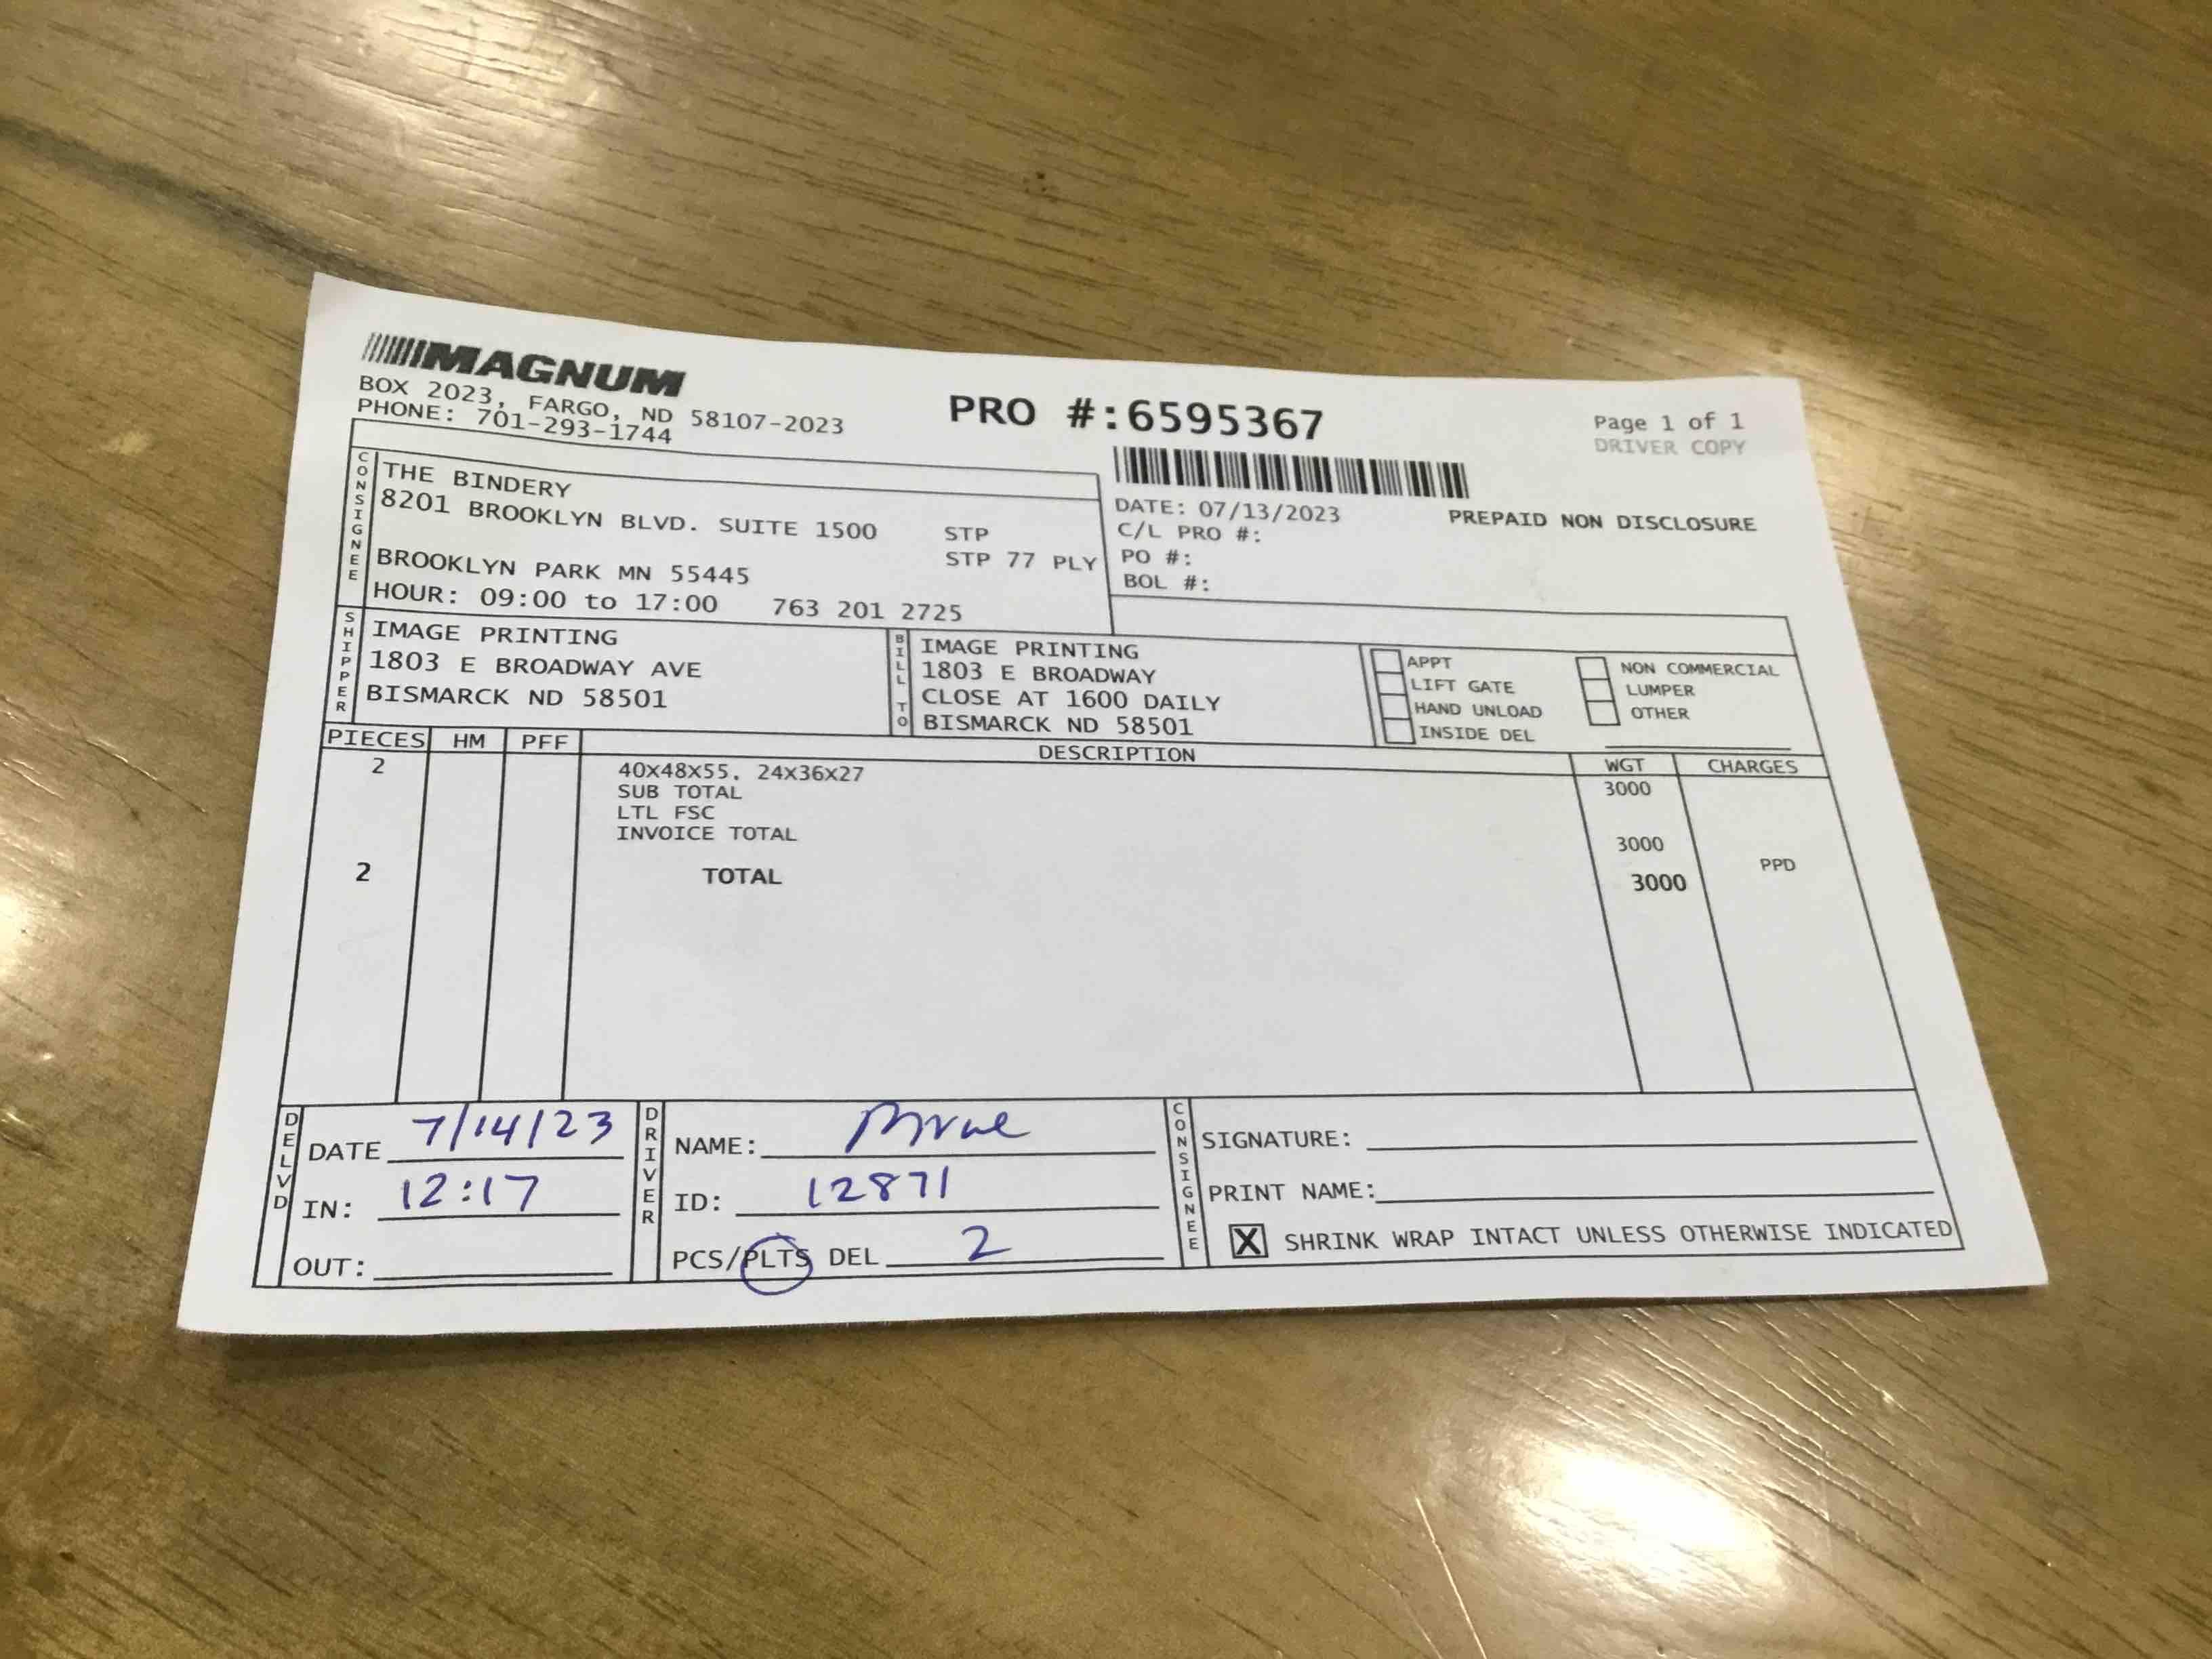 MAGNUM
BOX 2023, FARGO, ND 58107-2023
PHONE: 701-293-1744
PRO #:6595367
Page 1 of 1
DRIVER COPY
CONSIGNEE
THE BINDERY
8201 BROOKLYN BLVD. SUITE 1500 STP
STP 77 PLY
BROOKLYN PARK MN 55445
HOUR: 09:00 to 17:00 763 201 2725
DATE: 07/13/2023
PREPAID NON DISCLOSURE
C/L PRO #:
PO #:
BOL #:
SHIPPER
IMAGE PRINTING
1803 E BROADWAY AVE
BISMARCK ND 58501
BILL TO
IMAGE PRINTING
1803 E BROADWAY
CLOSE AT 1600 DAILY
BISMARCK ND 58501
APPT
LIFT GATE
HAND UNLOAD
INSIDE DEL
NON COMMERCIAL
LUMPER
OTHER
PIECES HM PFF DESCRIPTION WGT CHARGES
2 40X48X55, 24X36X27 3000
SUB TOTAL
LTL FSC
INVOICE TOTAL 3000
PPD
2 TOTAL 3000
DELVD
DATE 7/14/23
IN: 12:17
OUT:
DRIVER
NAME:
ID: 12871
PCS/PLTS DEL 2
CONSIGNEE
SIGNATURE:
PRINT NAME:
X SHRINK WRAP INTACT UNLESS OTHERWISE INDICATED